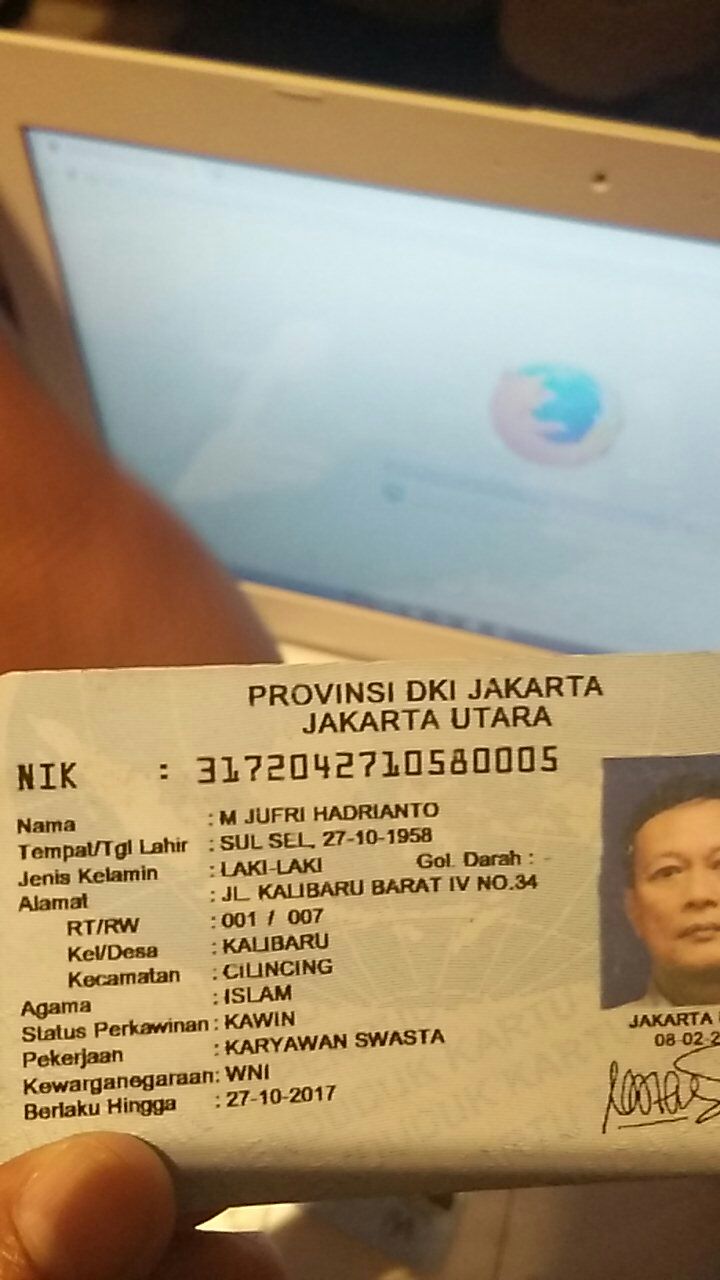 PROVINSI DKI JAKARTA
JAKARTA UTARA
NIK : 3172042710580005
Nama : M JUFRI HADRIANTO
Tempat/Tgl Lahir : SUL SEL, 27-10-1958
Jenis Kelamin : LAKI-LAKI Gol. Darah : -
Alamat : JL. KALIBARU BARAT IV NO.34
RT/RW : 001 / 007
Kel/Desa : KALIBARU
Kecamatan : CILINCING
Agama : ISLAM
Status Perkawinan : KAWIN
Pekerjaan : KARYAWAN SWASTA
Kewarganegaraan: WNI
Berlaku Hingga : 27-10-2017
JAKARTA
08-02-2